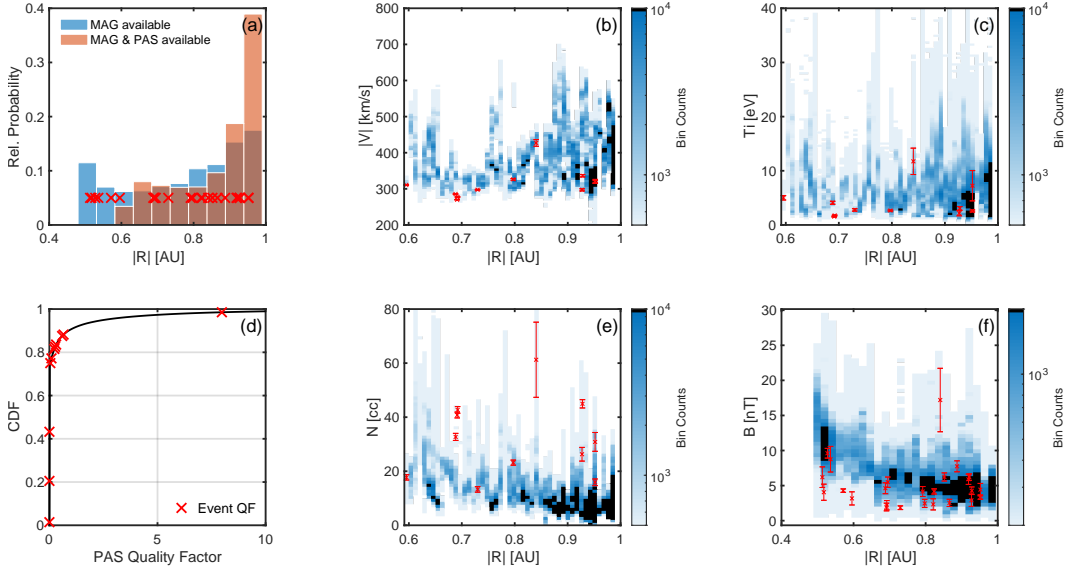 MAG available
MAG & PAS available
(a)
Rel. Probability
0.4
0.3
0.2
0.1
0
0.4
0.6
0.8
1
|R| [AU]
(b)
|V| [km/s]
800
700
600
500
400
300
200
0.6
0.7
0.8
0.9
1
|R| [AU]
10^4
10^3
Bin Counts
(c)
Ti [eV]
40
30
20
10
0
0.6
0.7
0.8
0.9
1
|R| [AU]
10^4
10^3
Bin Counts
(d)
CDF
1
0.8
0.6
0.4
0.2
0
0
5
10
Event QF
PAS Quality Factor
(e)
N [cc]
80
60
40
20
0
0.6
0.7
0.8
0.9
1
|R| [AU]
10^4
10^3
Bin Counts
(f)
B [nT]
30
25
20
15
10
5
0
0.4
0.5
0.6
0.7
0.8
0.9
1
|R| [AU]
10^3
Bin Counts